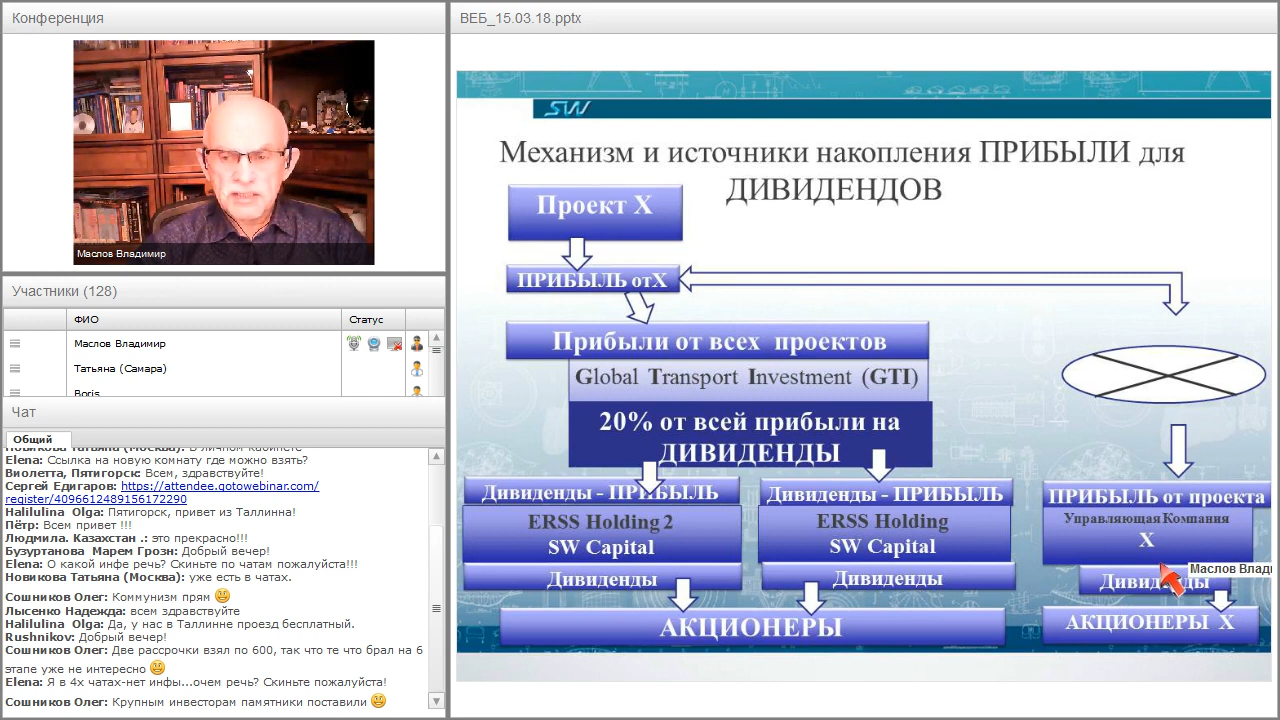 Конференция
Маслов Владимир
Участники (128)
ФИО
Статус
Маслов Владимир
Татьяна (Самара)
Boris
Чат
Общий
Новикова Татьяна (Москва): В личной кабинете
Elena: Ссылка на новую комнату где можно взять?
Виолетта, Пятигорск: Всем, здравствуйте!
Сергей Едигаров: https://attendee.gotowebinar.com/
register/4096612489156172290
Halilulina Olga: Пятигорск, привет из Таллинна!
Пётр: Всем привет !!!
Людмила. Казахстан .: это прекрасно!!!
Бузуртанова Марем Грозн: Добрый вечер!
Elena: О какой инфе речь? Скиньте по чатам пожалуйста!!!
Новикова Татьяна (Москва): уже есть в чатах.
Сошников Олег: Коммунизм прям
Лысенко Надежда: всем здравствуйте
Halilulina Olga: Да, у нас в Таллинне проезд бесплатный.
Rushnikov: Добрый вечер!
Сошников Олег: Две рассрочки взял по 600, так что те что брал на 6
этапе уже не интересно
Elena: Я в 4х чатах-нет инфы...очем речь? Скиньте пожалуйста!
Сошников Олег: Крупным инвесторам памятники поставили
ВЕБ_15.03.18.pptx
SW
Механизм и источники накопления ПРИБЫЛИ для
ДИВИДЕНДОВ
Проект X
ПРИБЫЛЬ отX
Прибыли от всех проектов
Global Transport Investment (GTI)
20% от всей прибыли на
ДИВИДЕНДЫ
Дивиденды - ПРИБЫЛЬ
ERSS Holding 2
SW Capital
Дивиденды
Дивиденды - ПРИБЫЛЬ
ERSS Holding
SW Capital
Дивиденды
АКЦИОНЕРЫ
ПРИБЫЛЬ от проекта
Управляющая Компания
X
Маслов Влади
Дивиденды
АКЦИОНЕРЫ X